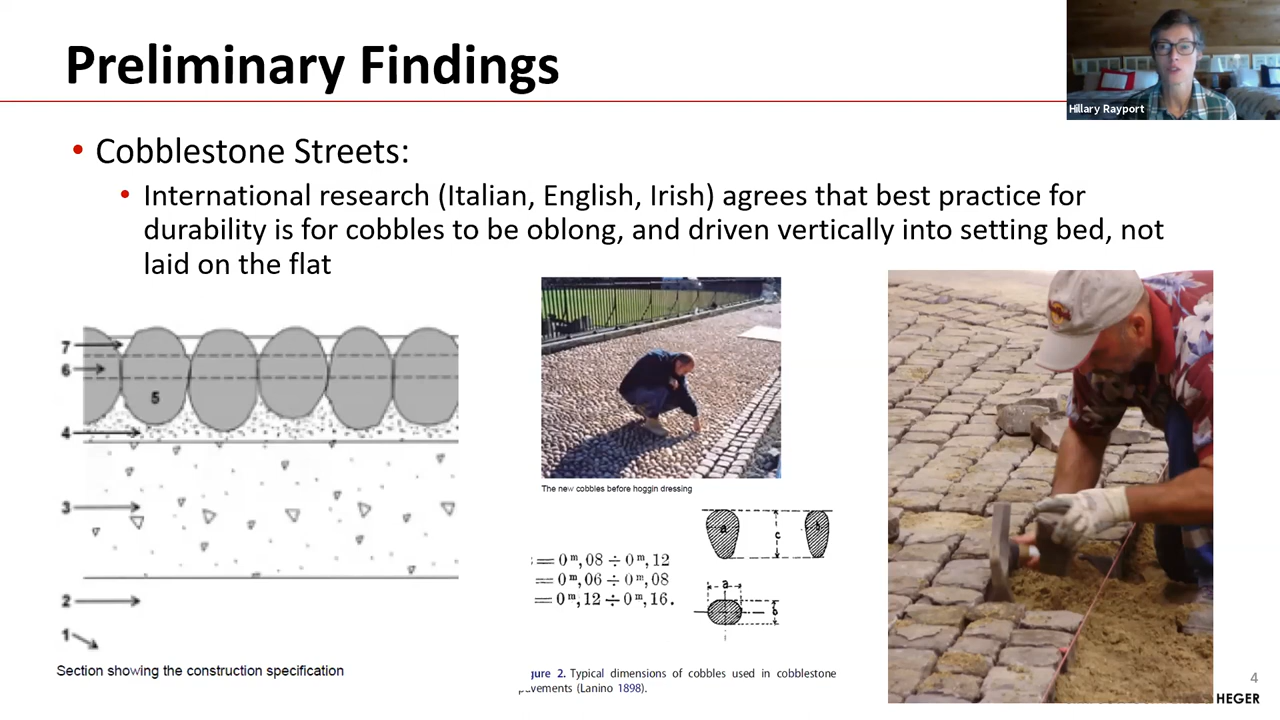 Preliminary Findings
Hillary Rayport
• Cobblestone Streets:
• International research (Italian, English, Irish) agrees that best practice for
durability is for cobbles to be oblong, and driven vertically into setting bed, not
laid on the flat
7
6
5
4
3
2
1
Section showing the construction specification
The new cobbles before hoggin dressing
= 0ᵐ,08 ÷ 0ᵐ,12
= 0ᵐ,06 ÷ 0ᵐ,08
= 0ᵐ,12 ÷ 0ᵐ,16.
a
c
b
a
b
gure 2. Typical dimensions of cobbles used in cobblestone
vements (Lanino 1898).
4
HEGER